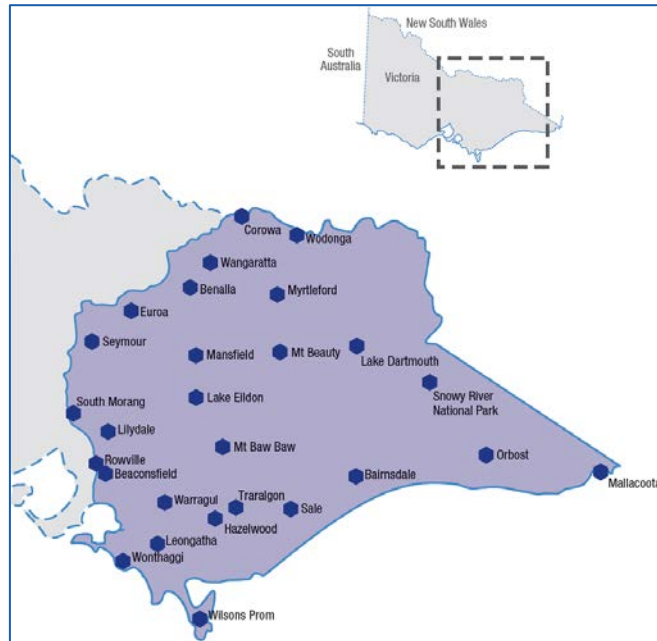 New South Wales
South
Australia
Victoria
Corowa
Wodonga
Wangaratta
Benalla
Myrtleford
Euroa
Seymour
Mansfield
Mt Beauty
Lake Dartmouth
Lake Eildon
Snowy River
National Park
South Morang
Lilydale
Mt Baw Baw
Orbost
Rowville
Beaconsfield
Bairnsdale
Mallacoota
Warragul
Traralgon
Sale
Hazelwood
Leongatha
Wonthaggi
Wilsons Prom